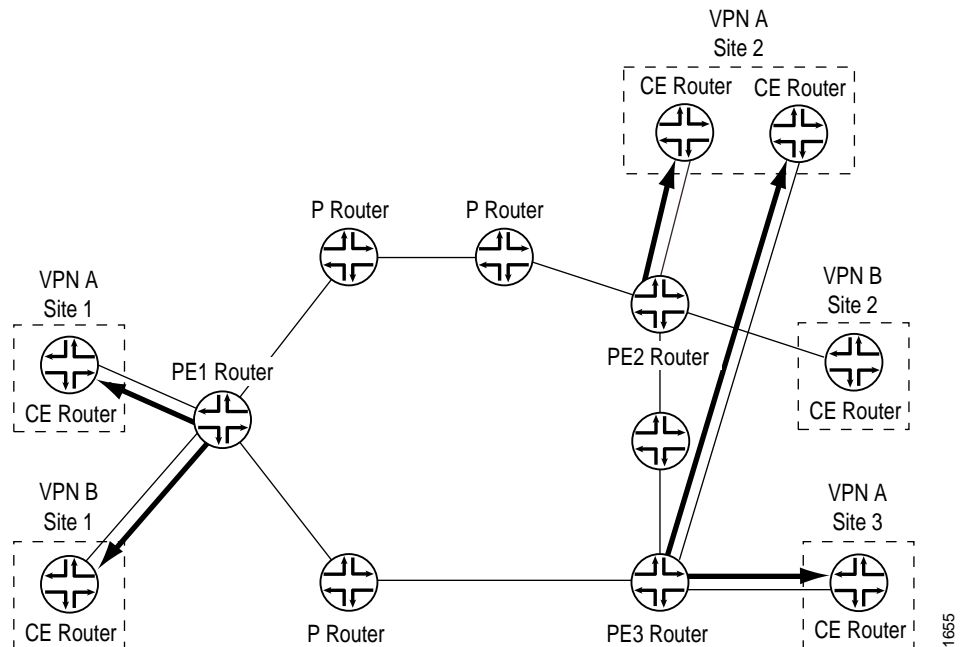 VPN A
Site 2
CE Router
CE Router
P Router
P Router
VPN A
Site 1
VPN B
Site 2
PE1 Router
PE2 Router
CE Router
CE Router
VPN B
Site 1
VPN A
Site 3
CE Router
P Router
PE3 Router
CE Router
1655